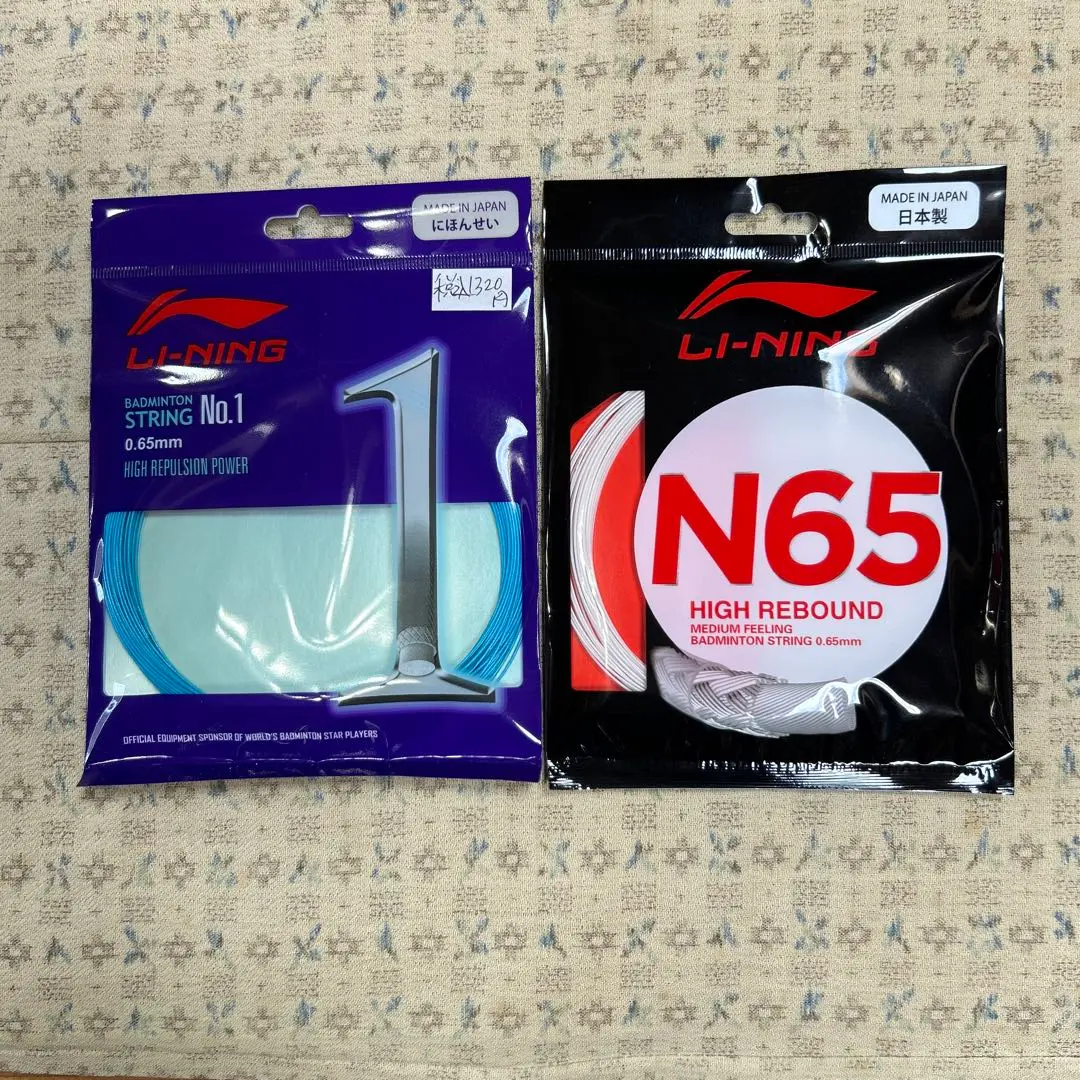 MADE IN JAPAN
にほんせい
税込1320
円
LI-NING
BADMINTON
STRING No.1
0.65mm
HIGH REPULSION POWER
1
OFFICIAL EQUIPMENT SPONSOR OF WORLD'S BADMINTON STAR PLAYERS
MADE IN JAPAN
日本製
LI-NING
N65
HIGH REBOUND
MEDIUM FEELING
BADMINTON STRING 0.65mm